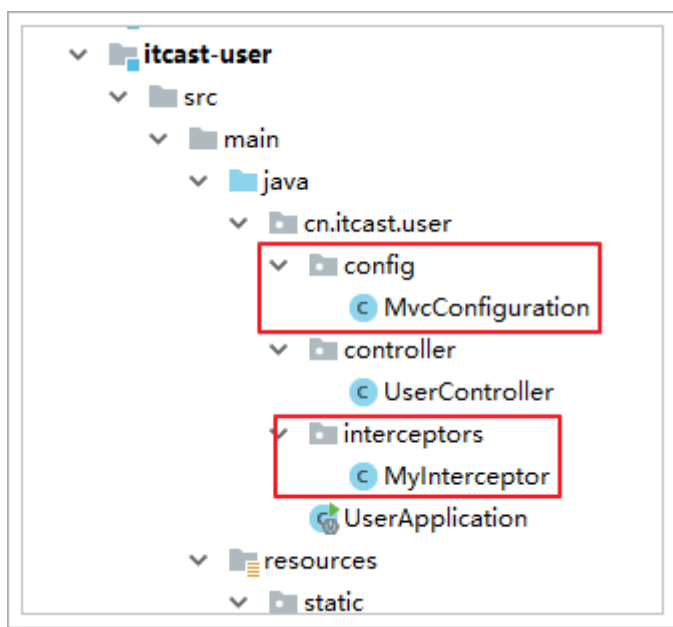 itcast-user
src
main
java
cn.itcast.user
config
MvcConfiguration
controller
UserController
interceptors
MyInterceptor
UserApplication
resources
static